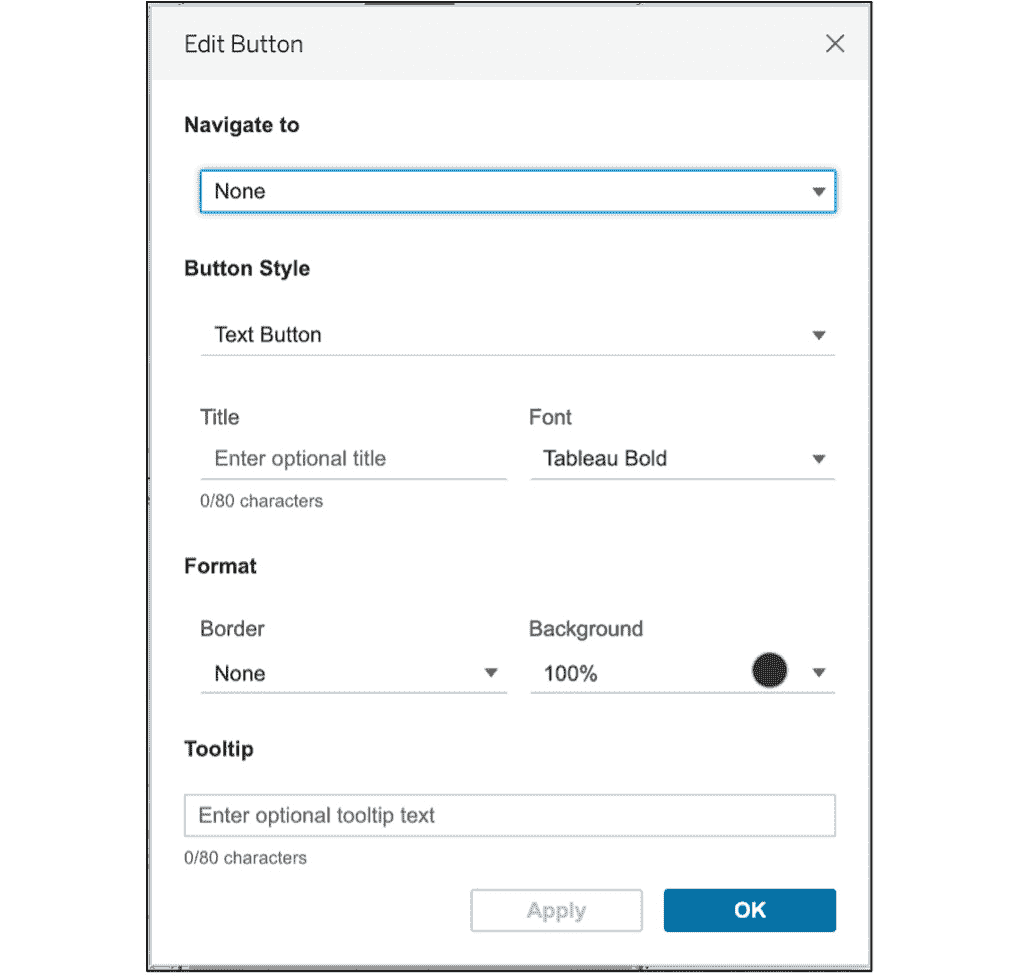 Edit Button
Navigate to
None
Button Style
Text Button
Title Font
Enter optional title Tableau Bold
0/80 characters
Format
Border Background
None 100%
Tooltip
Enter optional tooltip text
0/80 characters
Apply OK